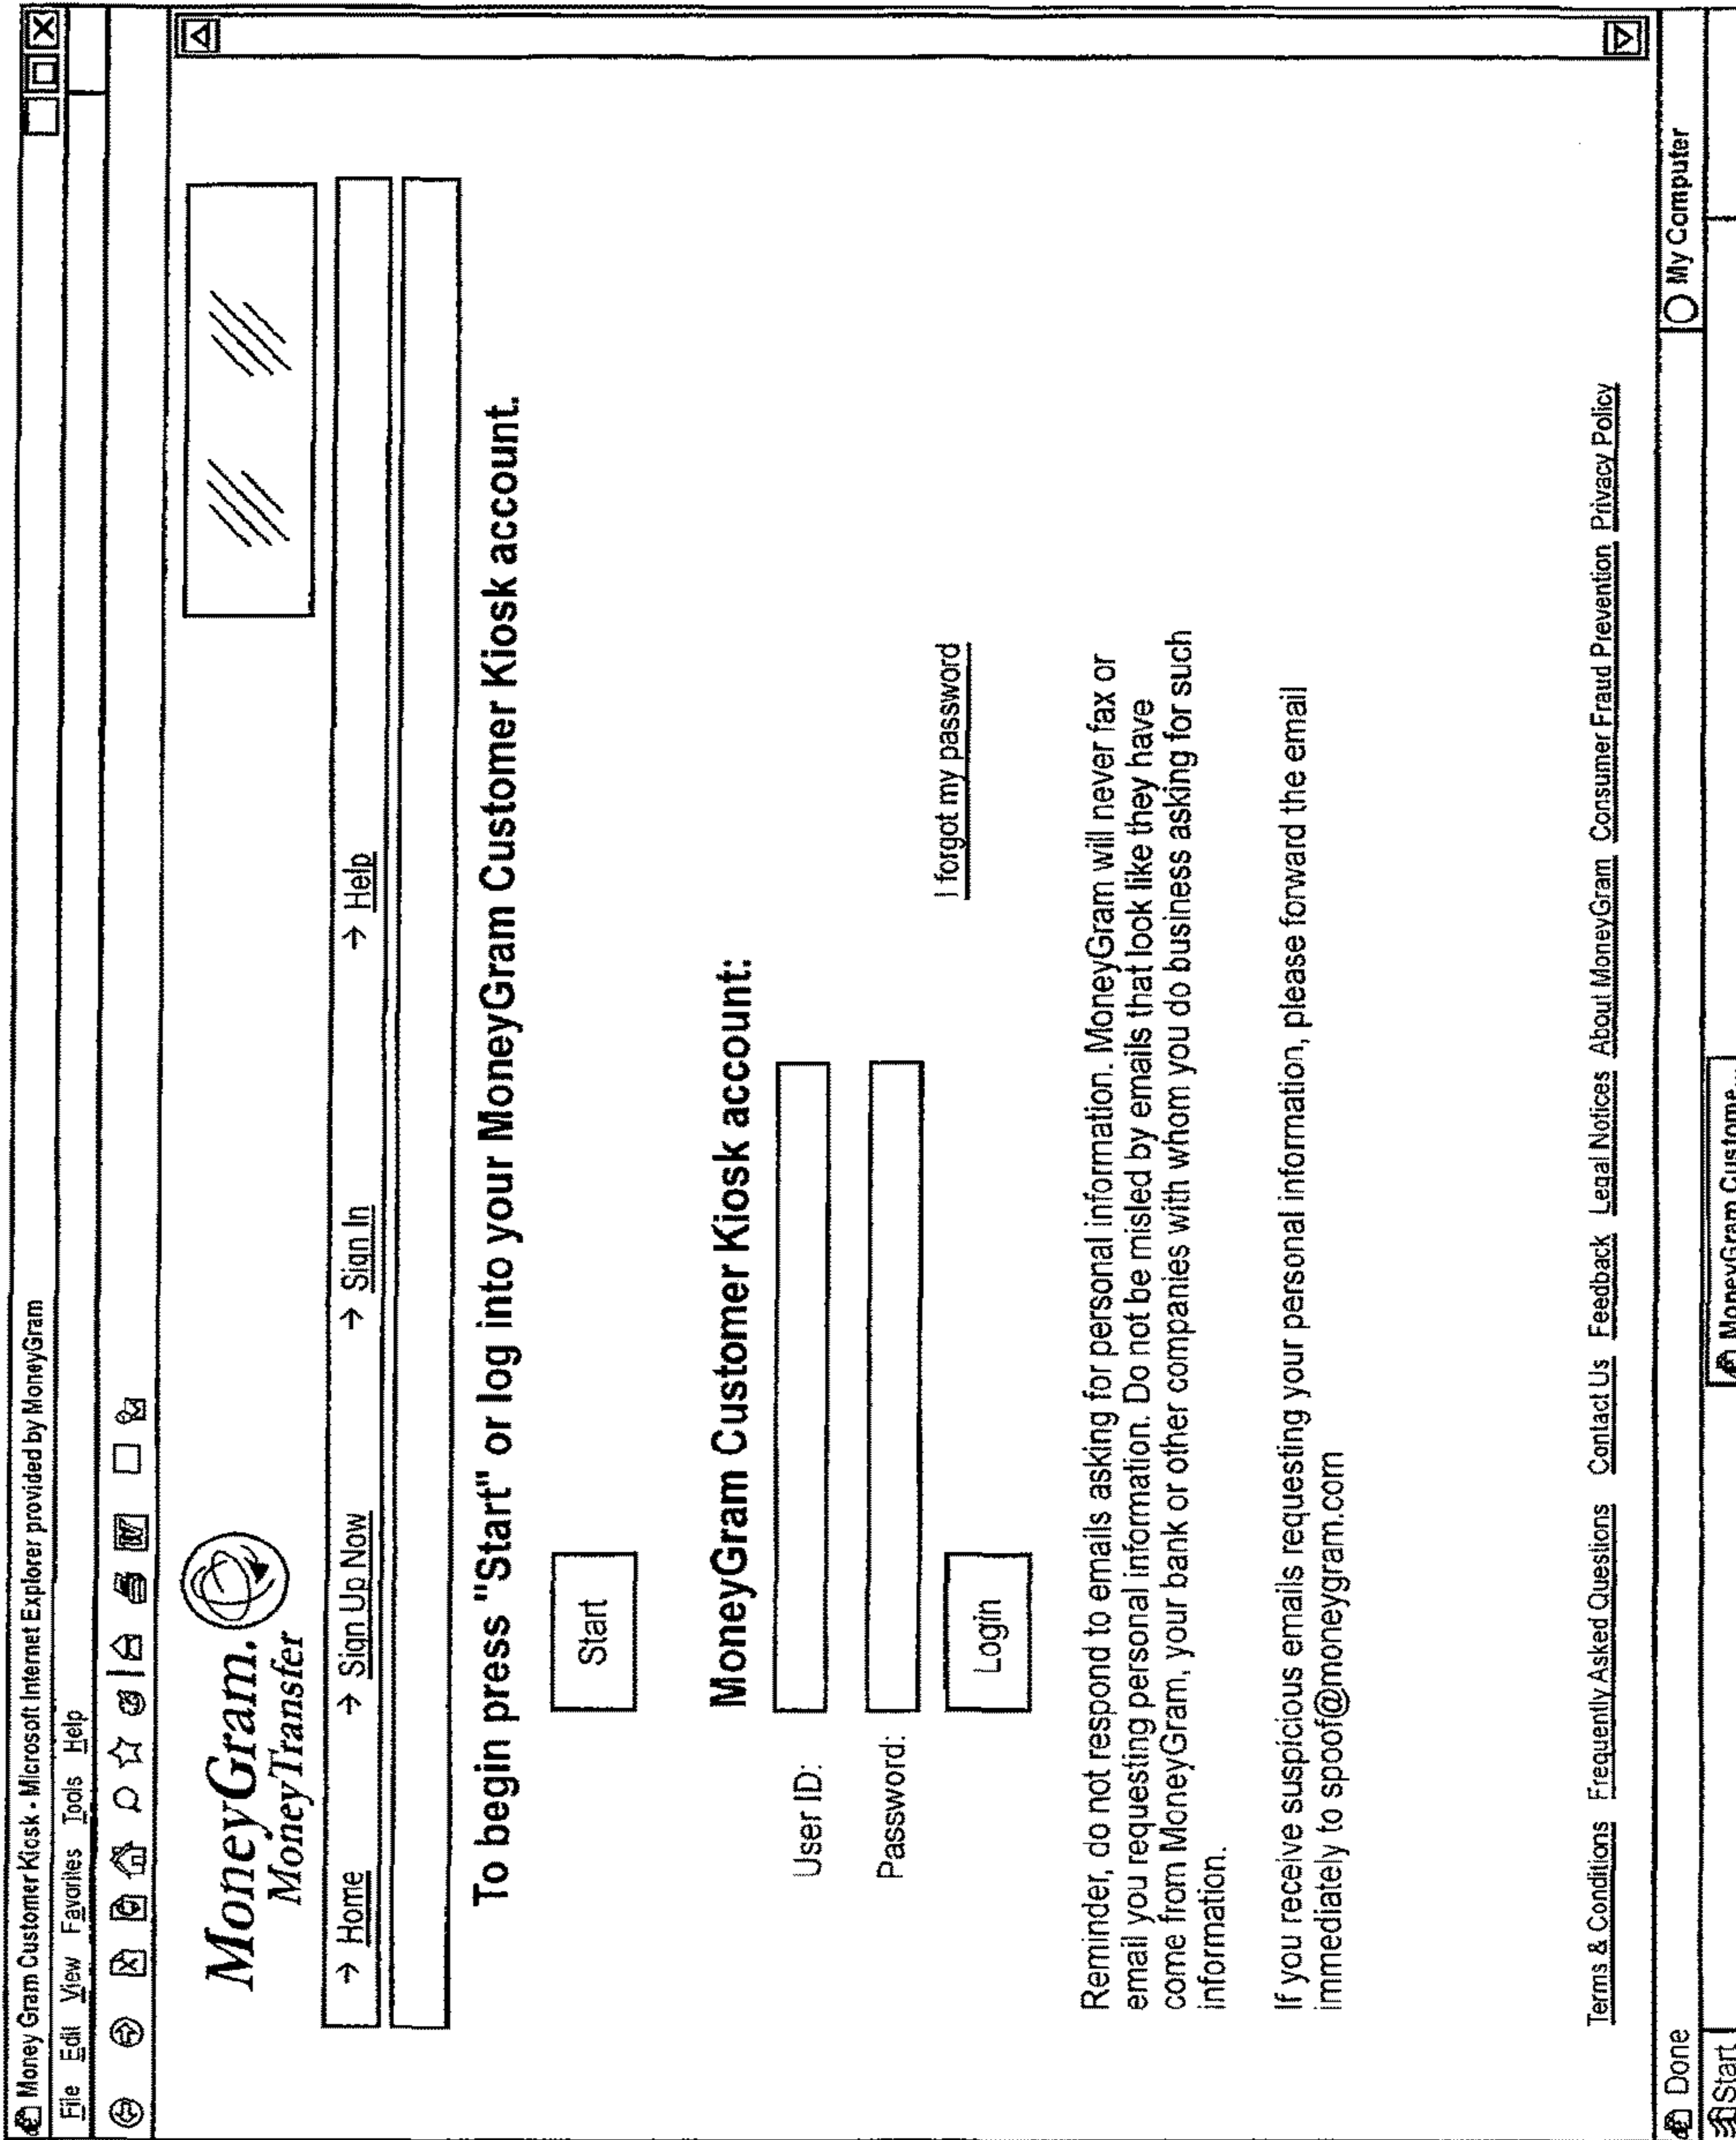 Money Gram Customer Kiosk - Microsoft Internet Explorer provided by MoneyGram
File Edit View Favorites Tools Help
W
MoneyGram.
MoneyTransfer
→ Home → Sign Up Now → Sign In → Help
To begin press "Start" or log into your MoneyGram Customer Kiosk account.
Start
MoneyGram Customer Kiosk account:
User ID:
Password:
Login I forgot my password
Reminder, do not respond to emails asking for personal information. MoneyGram will never fax or
email you requesting personal information. Do not be misled by emails that look like they have
come from MoneyGram, your bank or other companies with whom you do business asking for such
information.
If you receive suspicious emails requesting your personal information, please forward the email
immediately to spoof@moneygram.com
Terms & Conditions Frequently Asked Questions Contact Us Feedback Legal Notices About MoneyGram Consumer Fraud Prevention Privacy Policy
Done My Computer
Start MoneyGram Custome...